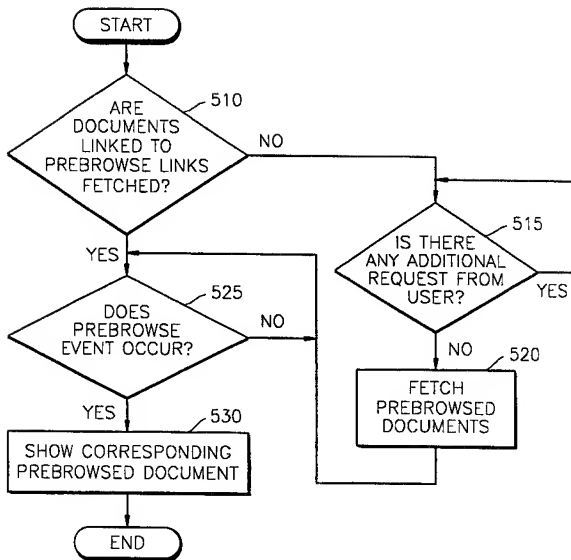 START
510
ARE
DOCUMENTS
LINKED TO
PREBROWSE LINKS
FETCHED?
NO
YES
515
IS THERE
ANY ADDITIONAL
REQUEST FROM
USER?
YES
NO
520
FETCH
PREBROWSED
DOCUMENTS
525
DOES
PREBROWSE
EVENT OCCUR?
NO
YES
530
SHOW CORRESPONDING
PREBROWSED DOCUMENT
END